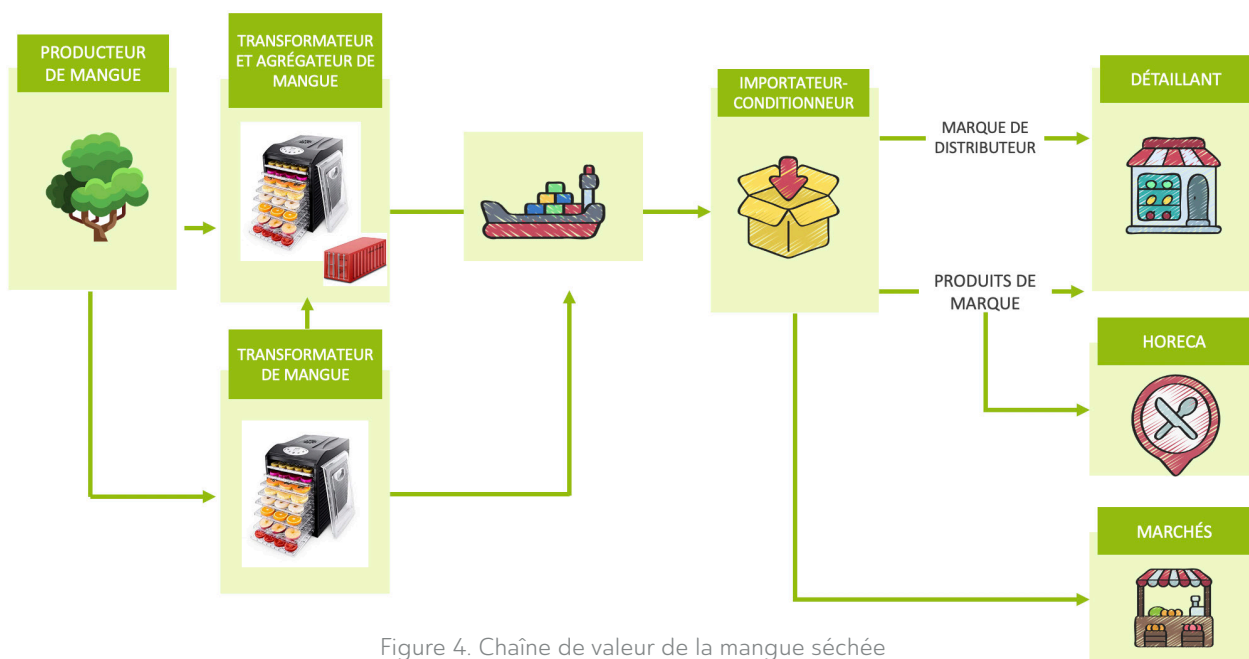 PRODUCTEUR
DE MANGUE
TRANSFORMATEUR
ET AGRÉGATEUR DE
MANGUE
TRANSFORMATEUR
DE MANGUE
IMPORTATEUR-
CONDITIONNEUR
MARQUE DE
DISTRIBUTEUR
PRODUITS DE
MARQUE
DÉTAILLANT
HORECA
MARCHÉS
Figure 4. Chaîne de valeur de la mangue séchée